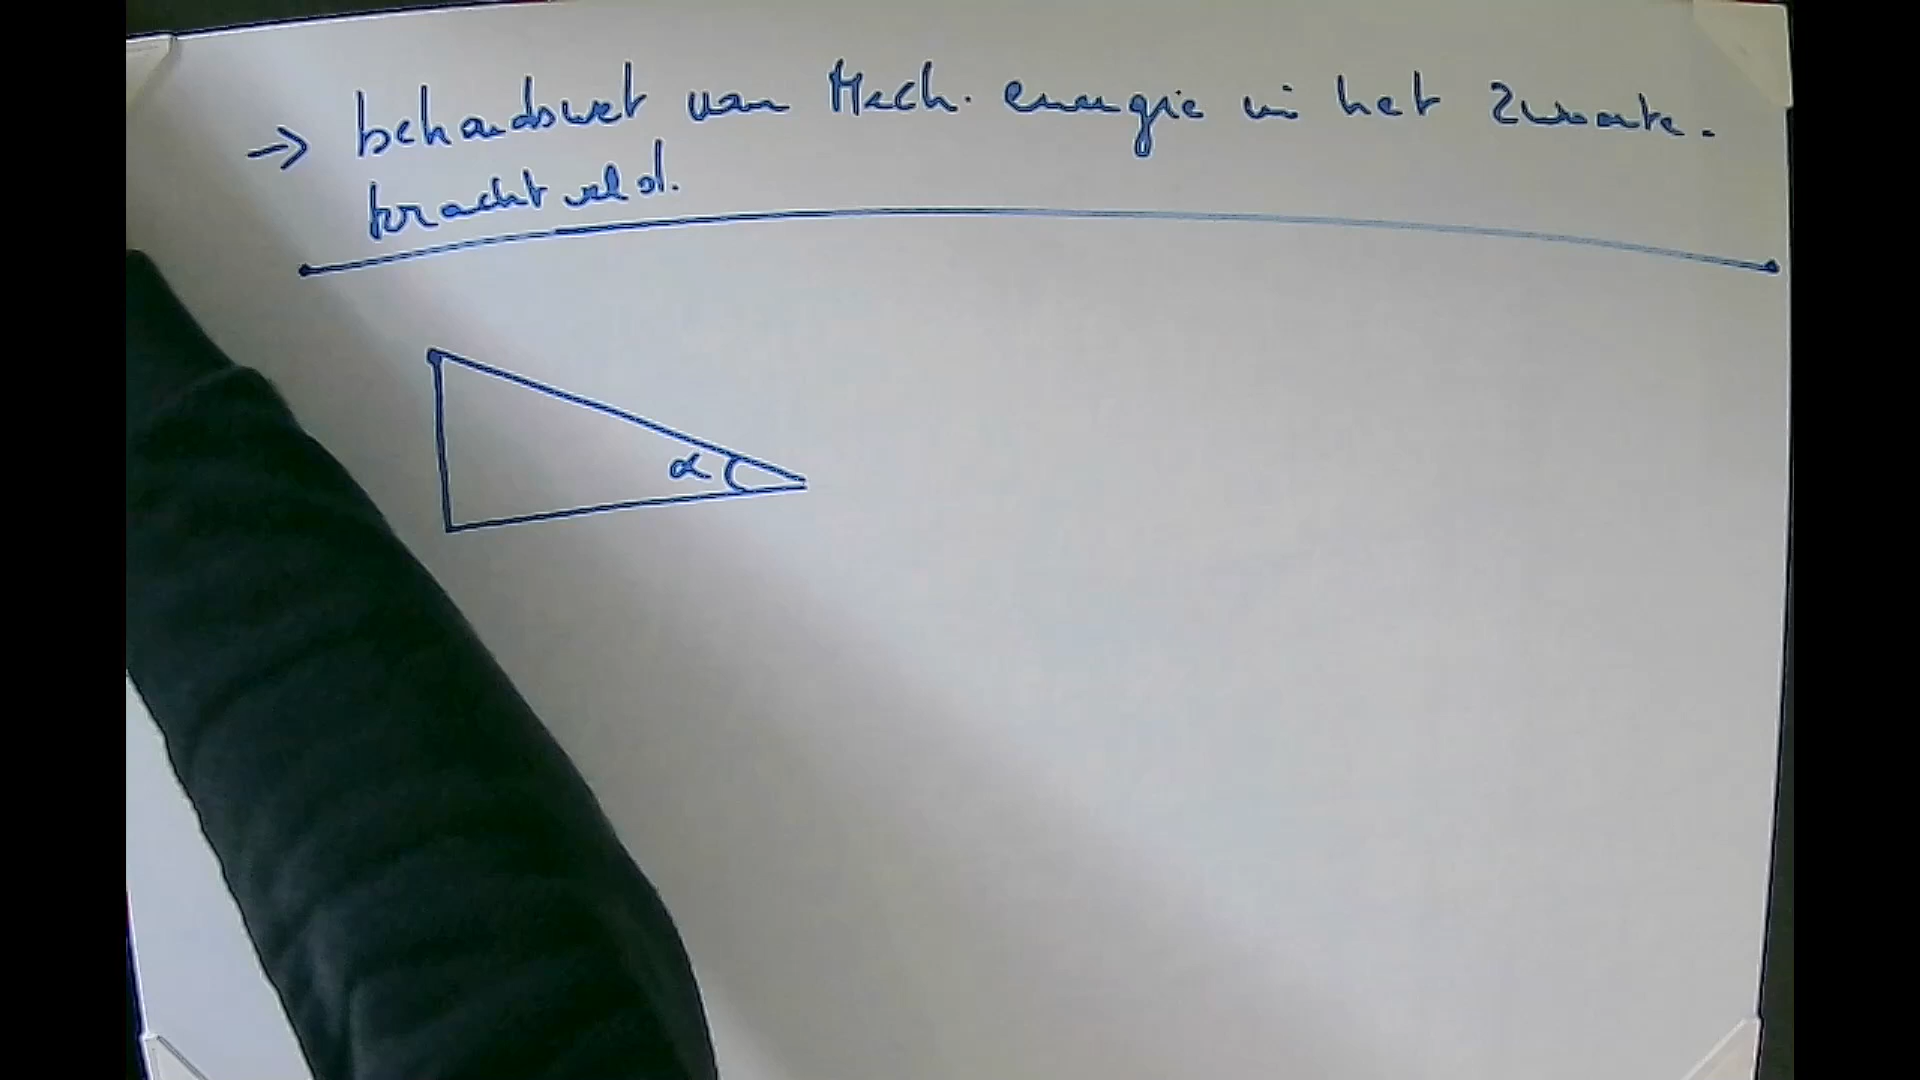 → behoudswet van Mech. energie in het zwaarte-
krachtveld.
α